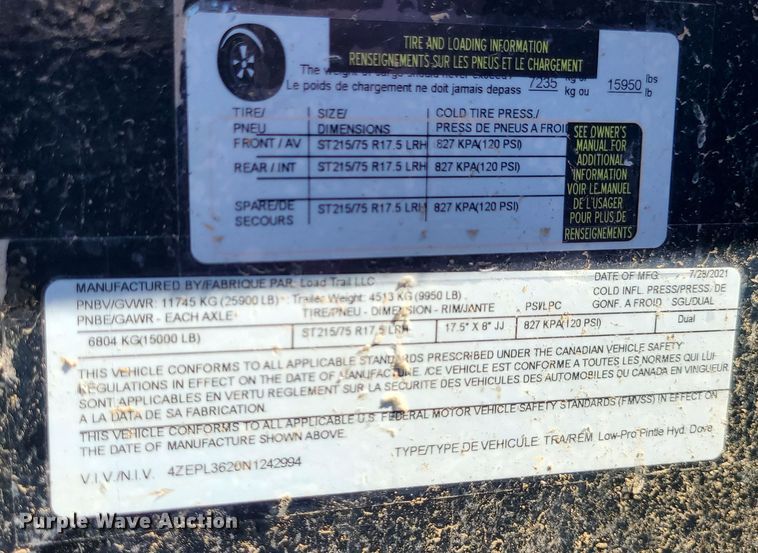 TIRE AND LOADING INFORMATION
RENSEIGNEMENTS SUR LES PNEUS ET LE CHARGEMENT
The weight of cargo should never exceed 7235 kg or 15950 lbs
Le poids de chargement ne doit jamais depass kg ou lb
TIRE/ SIZE/ COLD TIRE PRESS./
PNEU DIMENSIONS PRESS DE PNEUS A FROI
FRONT / AV ST215/75 R17.5 LRH 827 KPA(120 PSI)
REAR / INT ST215/75 R17.5 LRH 827 KPA(120 PSI)
SPARE/DE ST215/75 R17.5 LRH 827 KPA(120 PSI)
SECOURS
SEE OWNER'S
MANUAL FOR
ADDITIONAL
INFORMATION
VOIR LE MANUEL
DE L'USAGER
POUR PLUS DE
RENSEIGNEMENTS
MANUFACTURED BY/FABRIQUE PAR: Load Trail LLC DATE OF MFG. 7/28/2021
PNBV/GVWR: 11745 KG (25900 LB) Trailer Weight: 4513 KG (9950 LB) COLD INFL. PRESS/PRESS. DE
PNBE/GAWR - EACH AXLE TIRE/PNEU - DIMENSION - RIM/JANTE PSI/LPC GONF. A FROID SGL/DUAL
6804 KG(15000 LB) ST215/75 R17.5 LRH 17.5" X 6" JJ 827 KPA(120 PSI) Dual
THIS VEHICLE CONFORMS TO ALL APPLICABLE STANDARDS PRESCRIBED UNDER THE CANADIAN VEHICLE SAFETY
REGULATIONS IN EFFECT ON THE DATE OF MANUFACTURE. /CE VEHICLE EST CONFORME A TOUTES LES NORMES QUI LUI
SONT APPLICABLES EN VERTU REGLEMENT SUR LA SECURITE DES VEHICULES DES AUTOMOBILES DU CANADA EN VINGUEUR
A LA DATA DE SA FABRICATION.
THIS VEHICLE CONFORMS TO ALL APPLICABLE U.S. FEDERAL MOTOR VEHICLE SAFETY STANDARDS (FMVSS) IN EFFECT ON
THE DATE OF MANUFACTURE SHOWN ABOVE.
V.I.V./N.I.V. 4ZEPL3620N1242994 TYPE/TYPE DE VEHICULE: TRA/REM Low-Pro Pintle Hyd. Dove
Purple Wave Auction